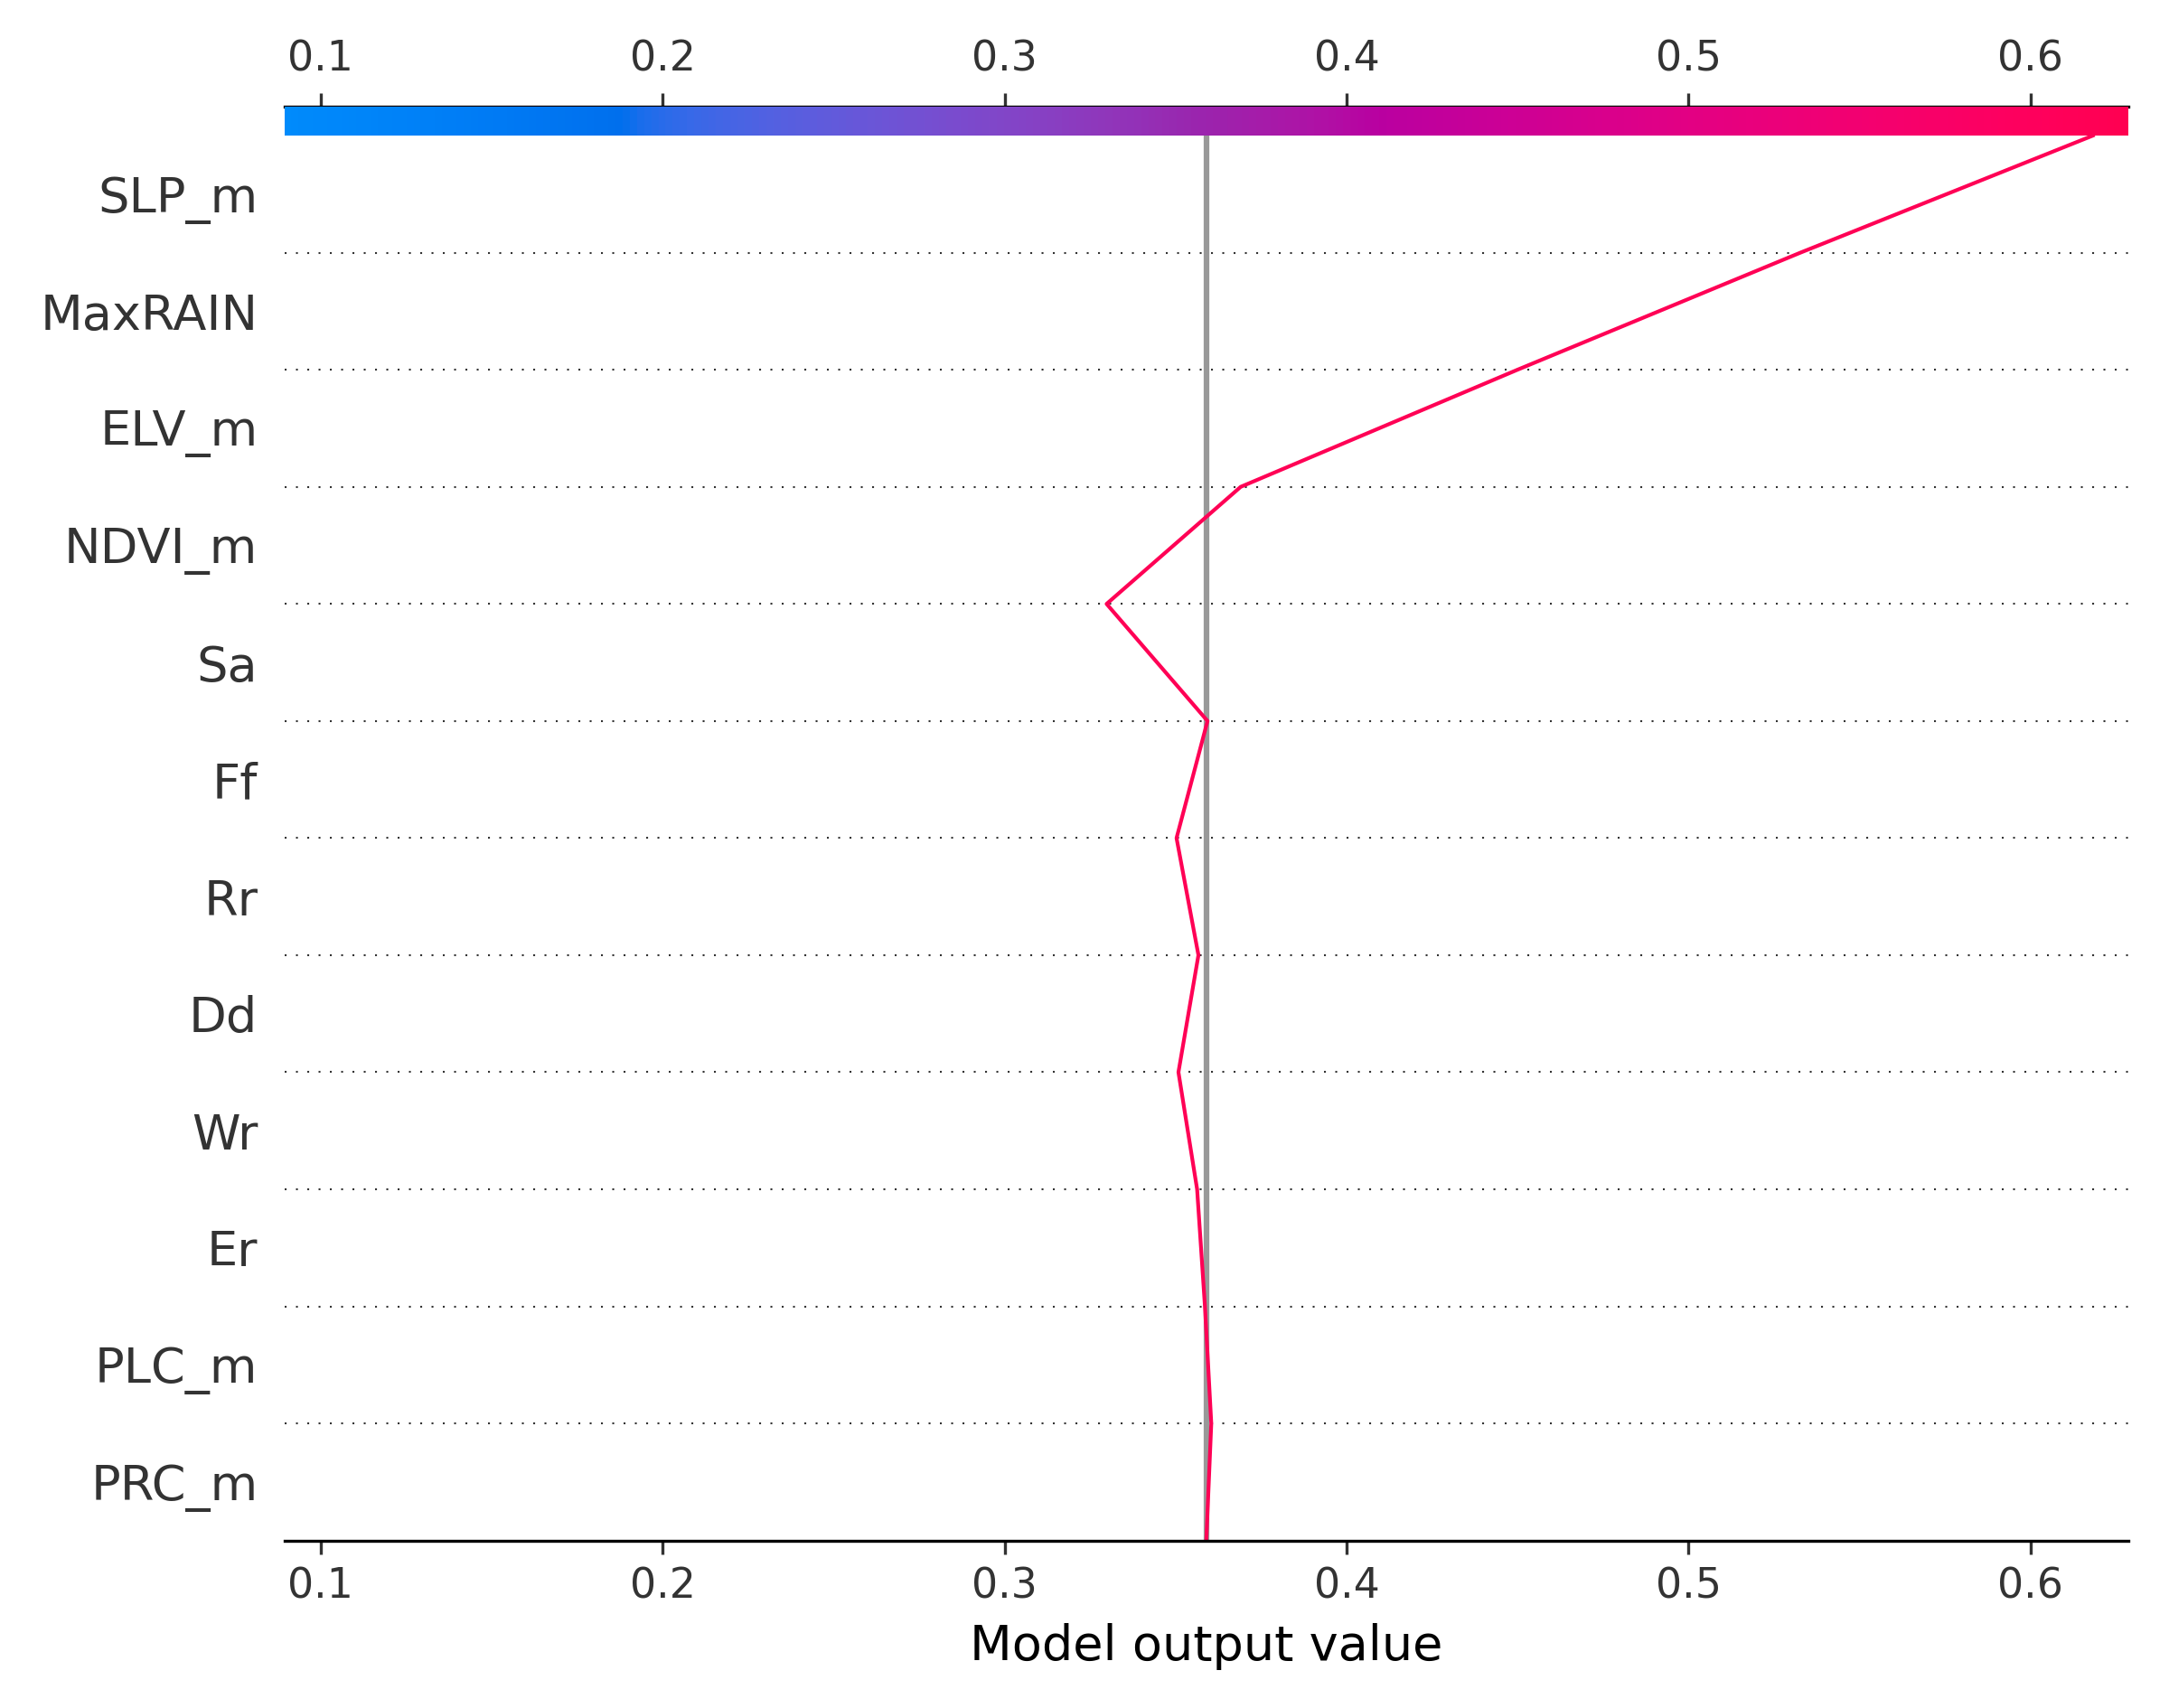 0.1 0.2 0.3 0.4 0.5 0.6
SLP_m
MaxRAIN
ELV_m
NDVI_m
Sa
Ff
Rr
Dd
Wr
Er
PLC_m
PRC_m
0.1 0.2 0.3 0.4 0.5 0.6
Model output value